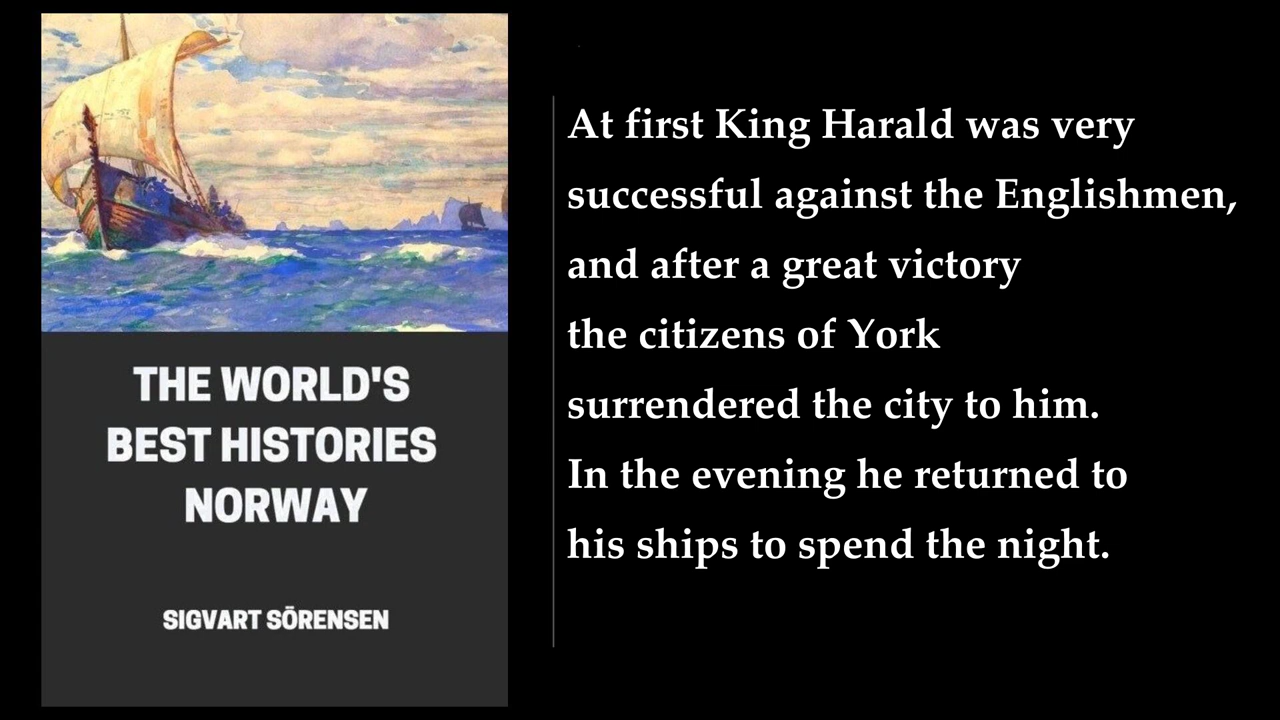 THE WORLD'S
BEST HISTORIES
NORWAY
SIGVART SÖRENSEN
At first King Harald was very
successful against the Englishmen,
and after a great victory
the citizens of York
surrendered the city to him.
In the evening he returned to
his ships to spend the night.